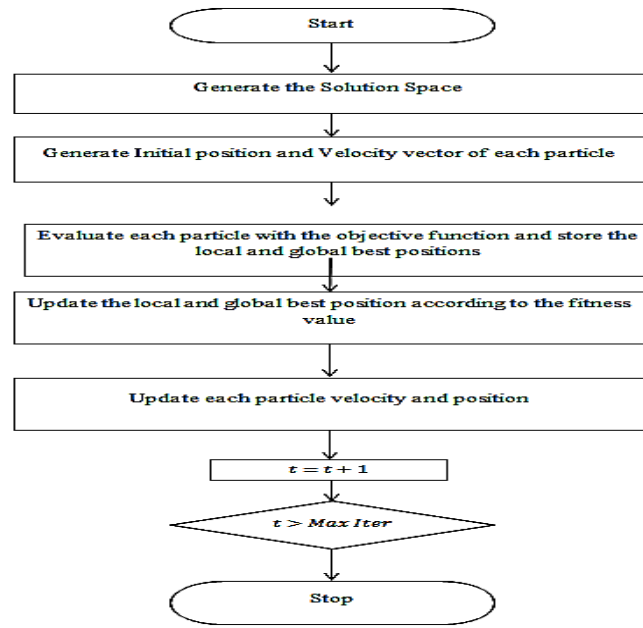 Start
Generate the Solution Space
Generate Initial position and Velocity vector of each particle
Evaluate each particle with the objective function and store the
local and global best positions
Update the local and global best position according to the fitness
value
Update each particle velocity and position
t = t + 1
t > Max Iter
Stop